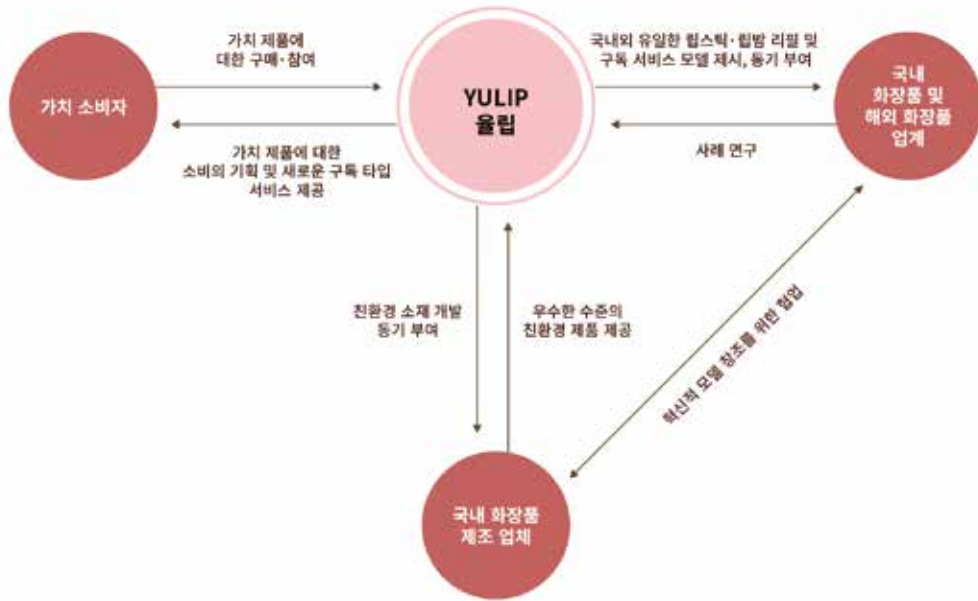 가치 제품에
대한 구매·참여
국내외 유일한 립스틱·립밤 리필 및
구독 서비스 모델 제시, 동기 부여
가치 소비자
YULIP
율립
국내
화장품 및
해외 화장품
업계
가치 제품에 대한
소비의 기획 및 새로운 구독 타입
서비스 제공
사례 연구
친환경 소재 개발
동기 부여
우수한 수준의
친환경 제품 제공
혁신적 모델 창조를 위한 협업
국내 화장품
제조 업체